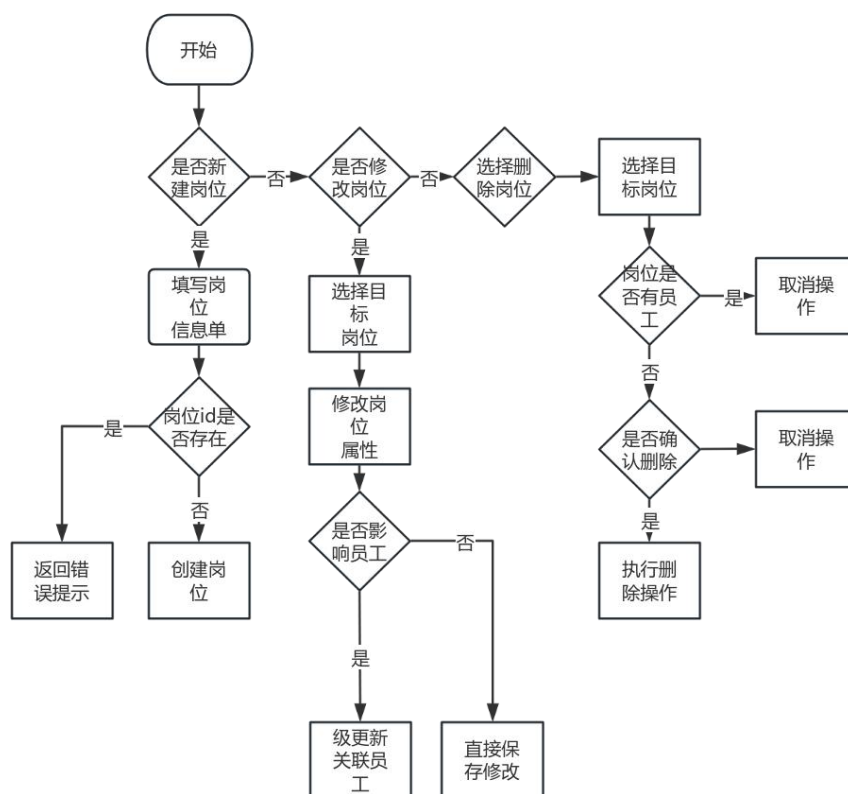 开始
是否新
建岗位
否
是否修
改岗位
否
选择删
除岗位
选择目
标岗位
是
填写岗
位
信息单
选择目
标
岗位
岗位是
否有员
工
是
取消操
作
否
岗位id是
否存在
是
修改岗
位
属性
是否确
认删除
取消操
作
否
是否影
响员工
否
是
返回错
误提示
创建岗
位
执行删
除操作
是
级更新
关联员
工
直接保
存修改